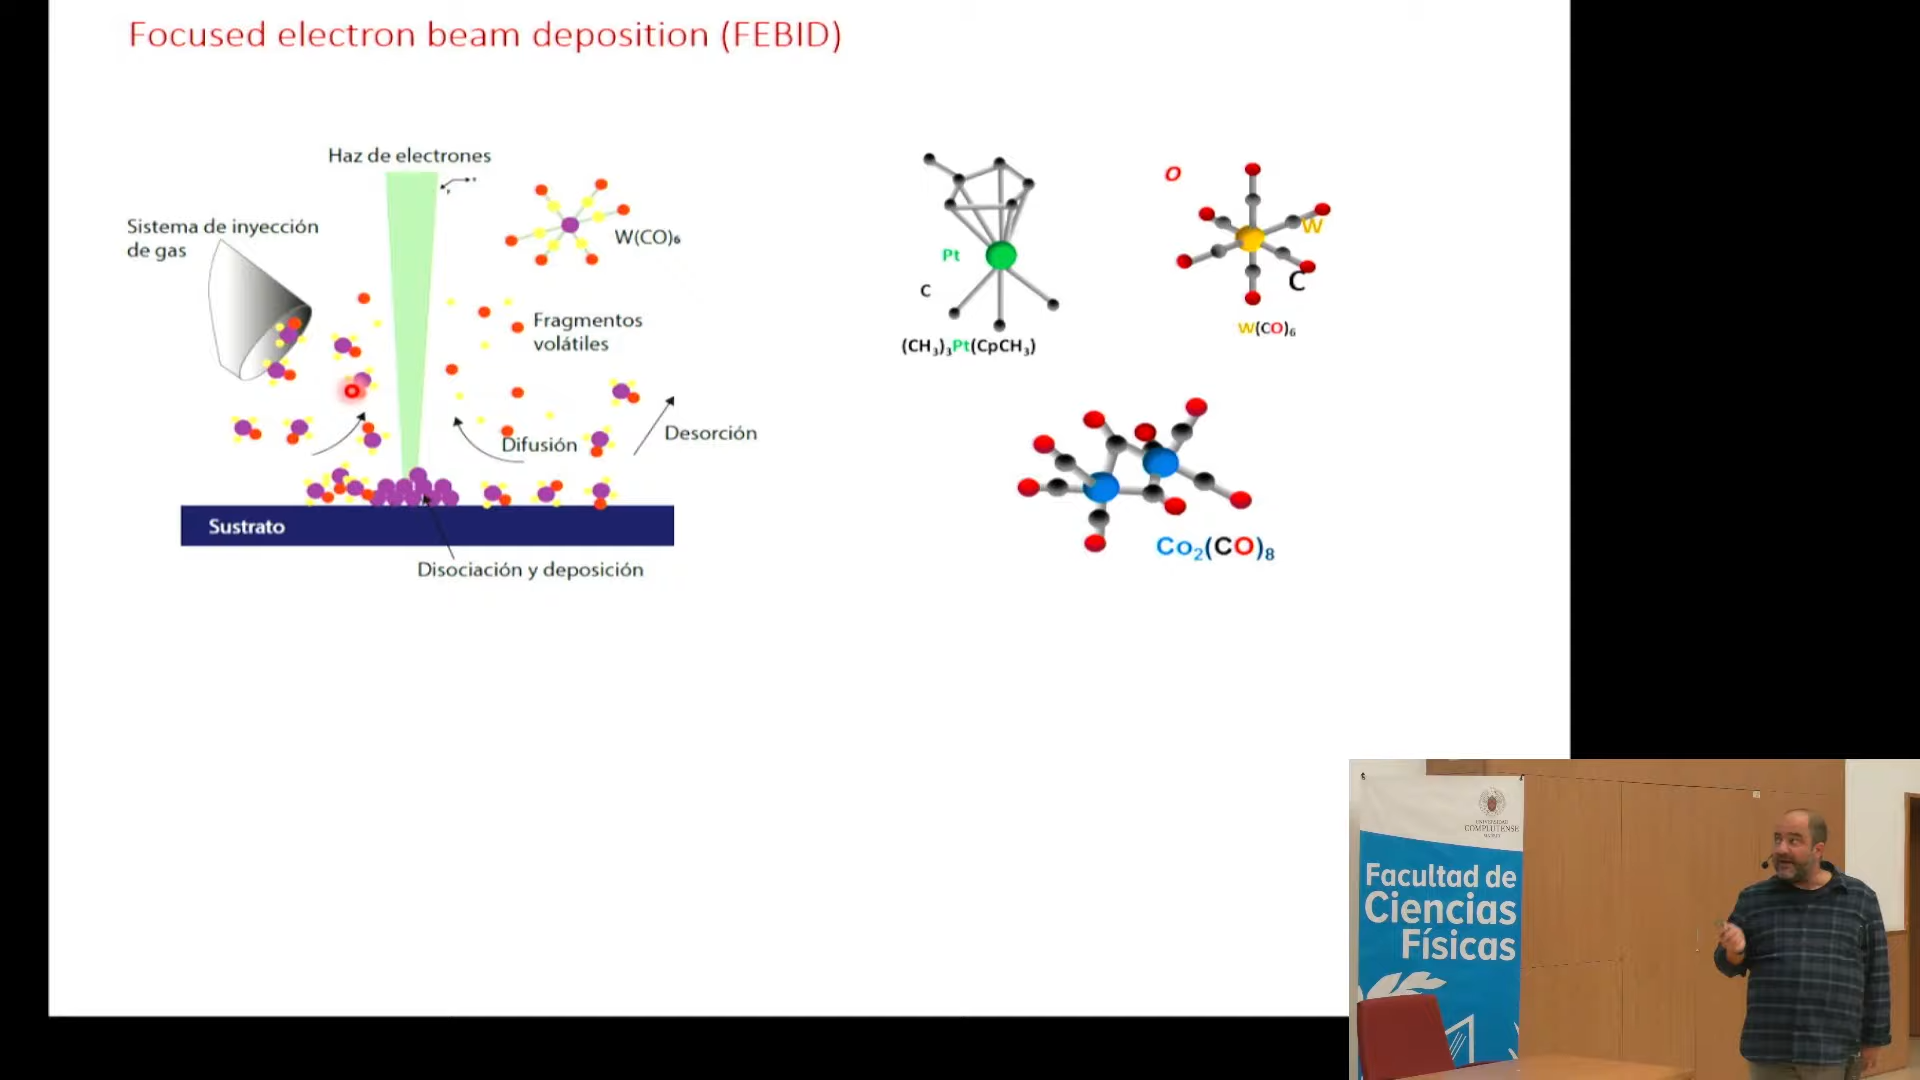 Focused electron beam deposition (FEBID)
Haz de electrones
Sistema de inyección
de gas
W(CO)₆
Fragmentos
volátiles
Difusión
Desorción
Sustrato
Disociación y deposición
Pt
C
(CH₃)₃Pt(CpCH₃)
O
W
C
W(CO)₆
Co₂(CO)₈
UNIVERSIDAD
COMPLUTENSE
MADRID
Facultad de
Ciencias
Físicas